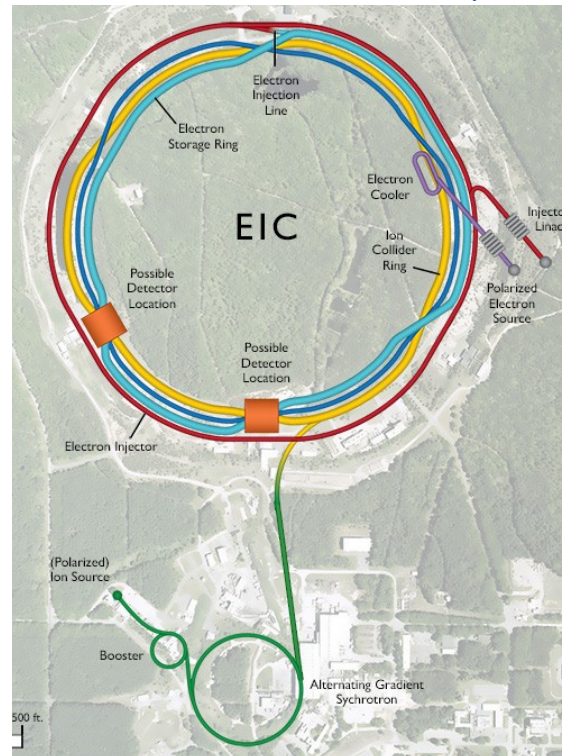 Electron
Injection
Line
Electron
Storage Ring
Electron
Cooler
EIC
Injector
Linac
Ion
Collider
Ring
Possible
Detector
Location
Polarized
Electron
Source
Possible
Detector
Location
Electron Injector
(Polarized)
Ion Source
Booster
Alternating Gradient
Sychrotron
500 ft.